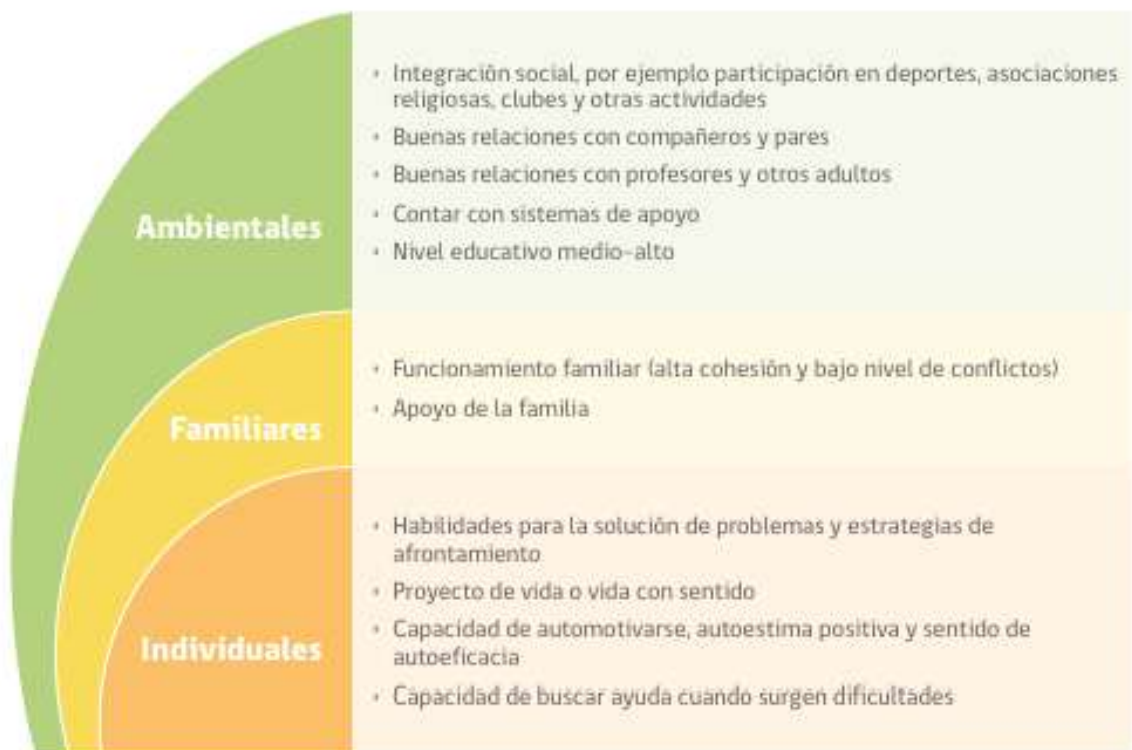 Ambientales
• Integración social, por ejemplo participación en deportes, asociaciones
religiosas, clubes y otras actividades
• Buenas relaciones con compañeros y pares
• Buenas relaciones con profesores y otros adultos
• Contar con sistemas de apoyo
• Nivel educativo medio-alto
Familiares
• Funcionamiento familiar (alta cohesión y bajo nivel de conflictos)
• Apoyo de la familia
Individuales
• Habilidades para la solución de problemas y estrategias de
afrontamiento
• Proyecto de vida o vida con sentido
• Capacidad de automotivarse, autoestima positiva y sentido de
autoeficacia
• Capacidad de buscar ayuda cuando surgen dificultades